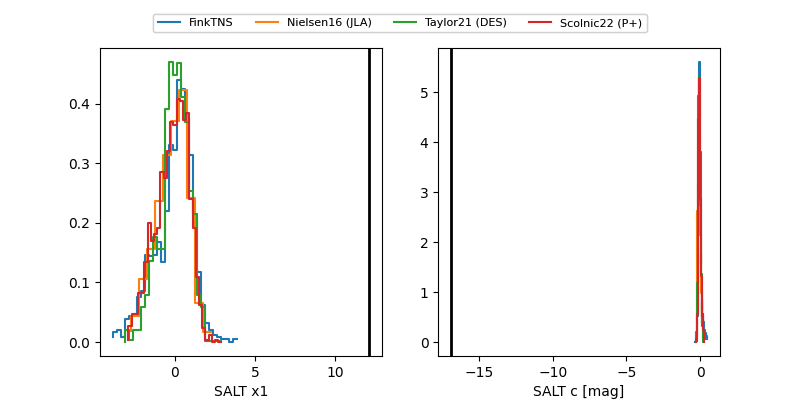 FinkTNS Nielsen16 (JLA) Taylor21 (DES) Scolnic22 (P+)
0.4
0.3
0.2
0.1
0.0
0 5 10
SALT x1
5
4
3
2
1
0
−15 −10 −5 0
SALT c [mag]